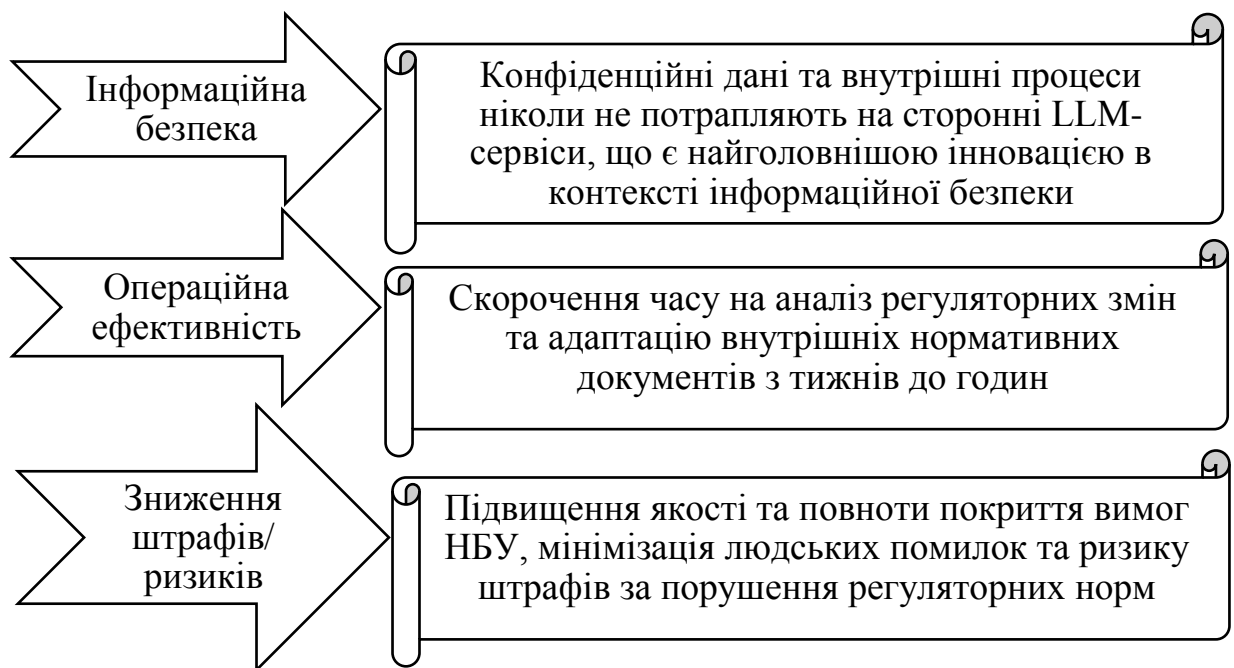 Інформаційна
безпека
Конфіденційні дані та внутрішні процеси
ніколи не потрапляють на сторонні LLM-
сервіси, що є найголовнішою інновацією в
контексті інформаційної безпеки
Операційна
ефективність
Скорочення часу на аналіз регуляторних змін
та адаптацію внутрішніх нормативних
документів з тижнів до годин
Зниження
штрафів/
ризиків
Підвищення якості та повноти покриття вимог
НБУ, мінімізація людських помилок та ризику
штрафів за порушення регуляторних норм